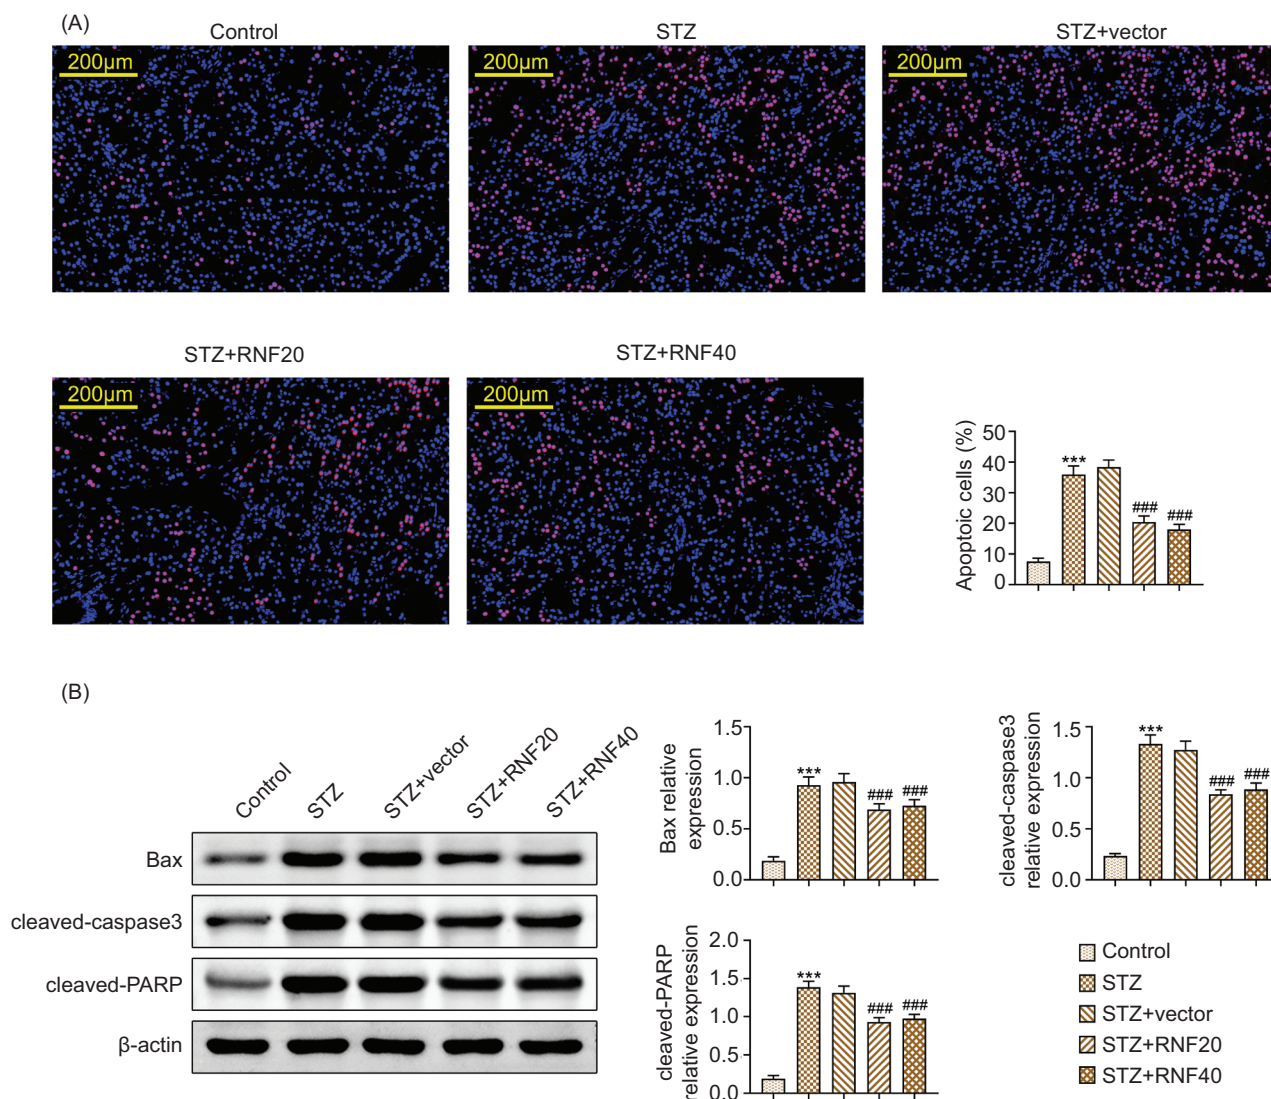 (A)
Control
STZ
STZ+vector
200μm
200μm
200μm
STZ+RNF20
STZ+RNF40
200μm
200μm
Apoptoic cells (%)
50
40
30
20
10
0
***
###
###
(B)
Control
STZ
STZ+vector
STZ+RNF20
STZ+RNF40
Bax
cleaved-caspase3
cleaved-PARP
β-actin
Bax relative
expression
1.5
1.0
0.5
0.0
***
###
###
cleaved-caspase3
relative expression
1.5
1.0
0.5
0.0
***
###
###
cleaved-PARP
relative expression
2.0
1.5
1.0
0.5
0.0
***
###
###
Control
STZ
STZ+vector
STZ+RNF20
STZ+RNF40